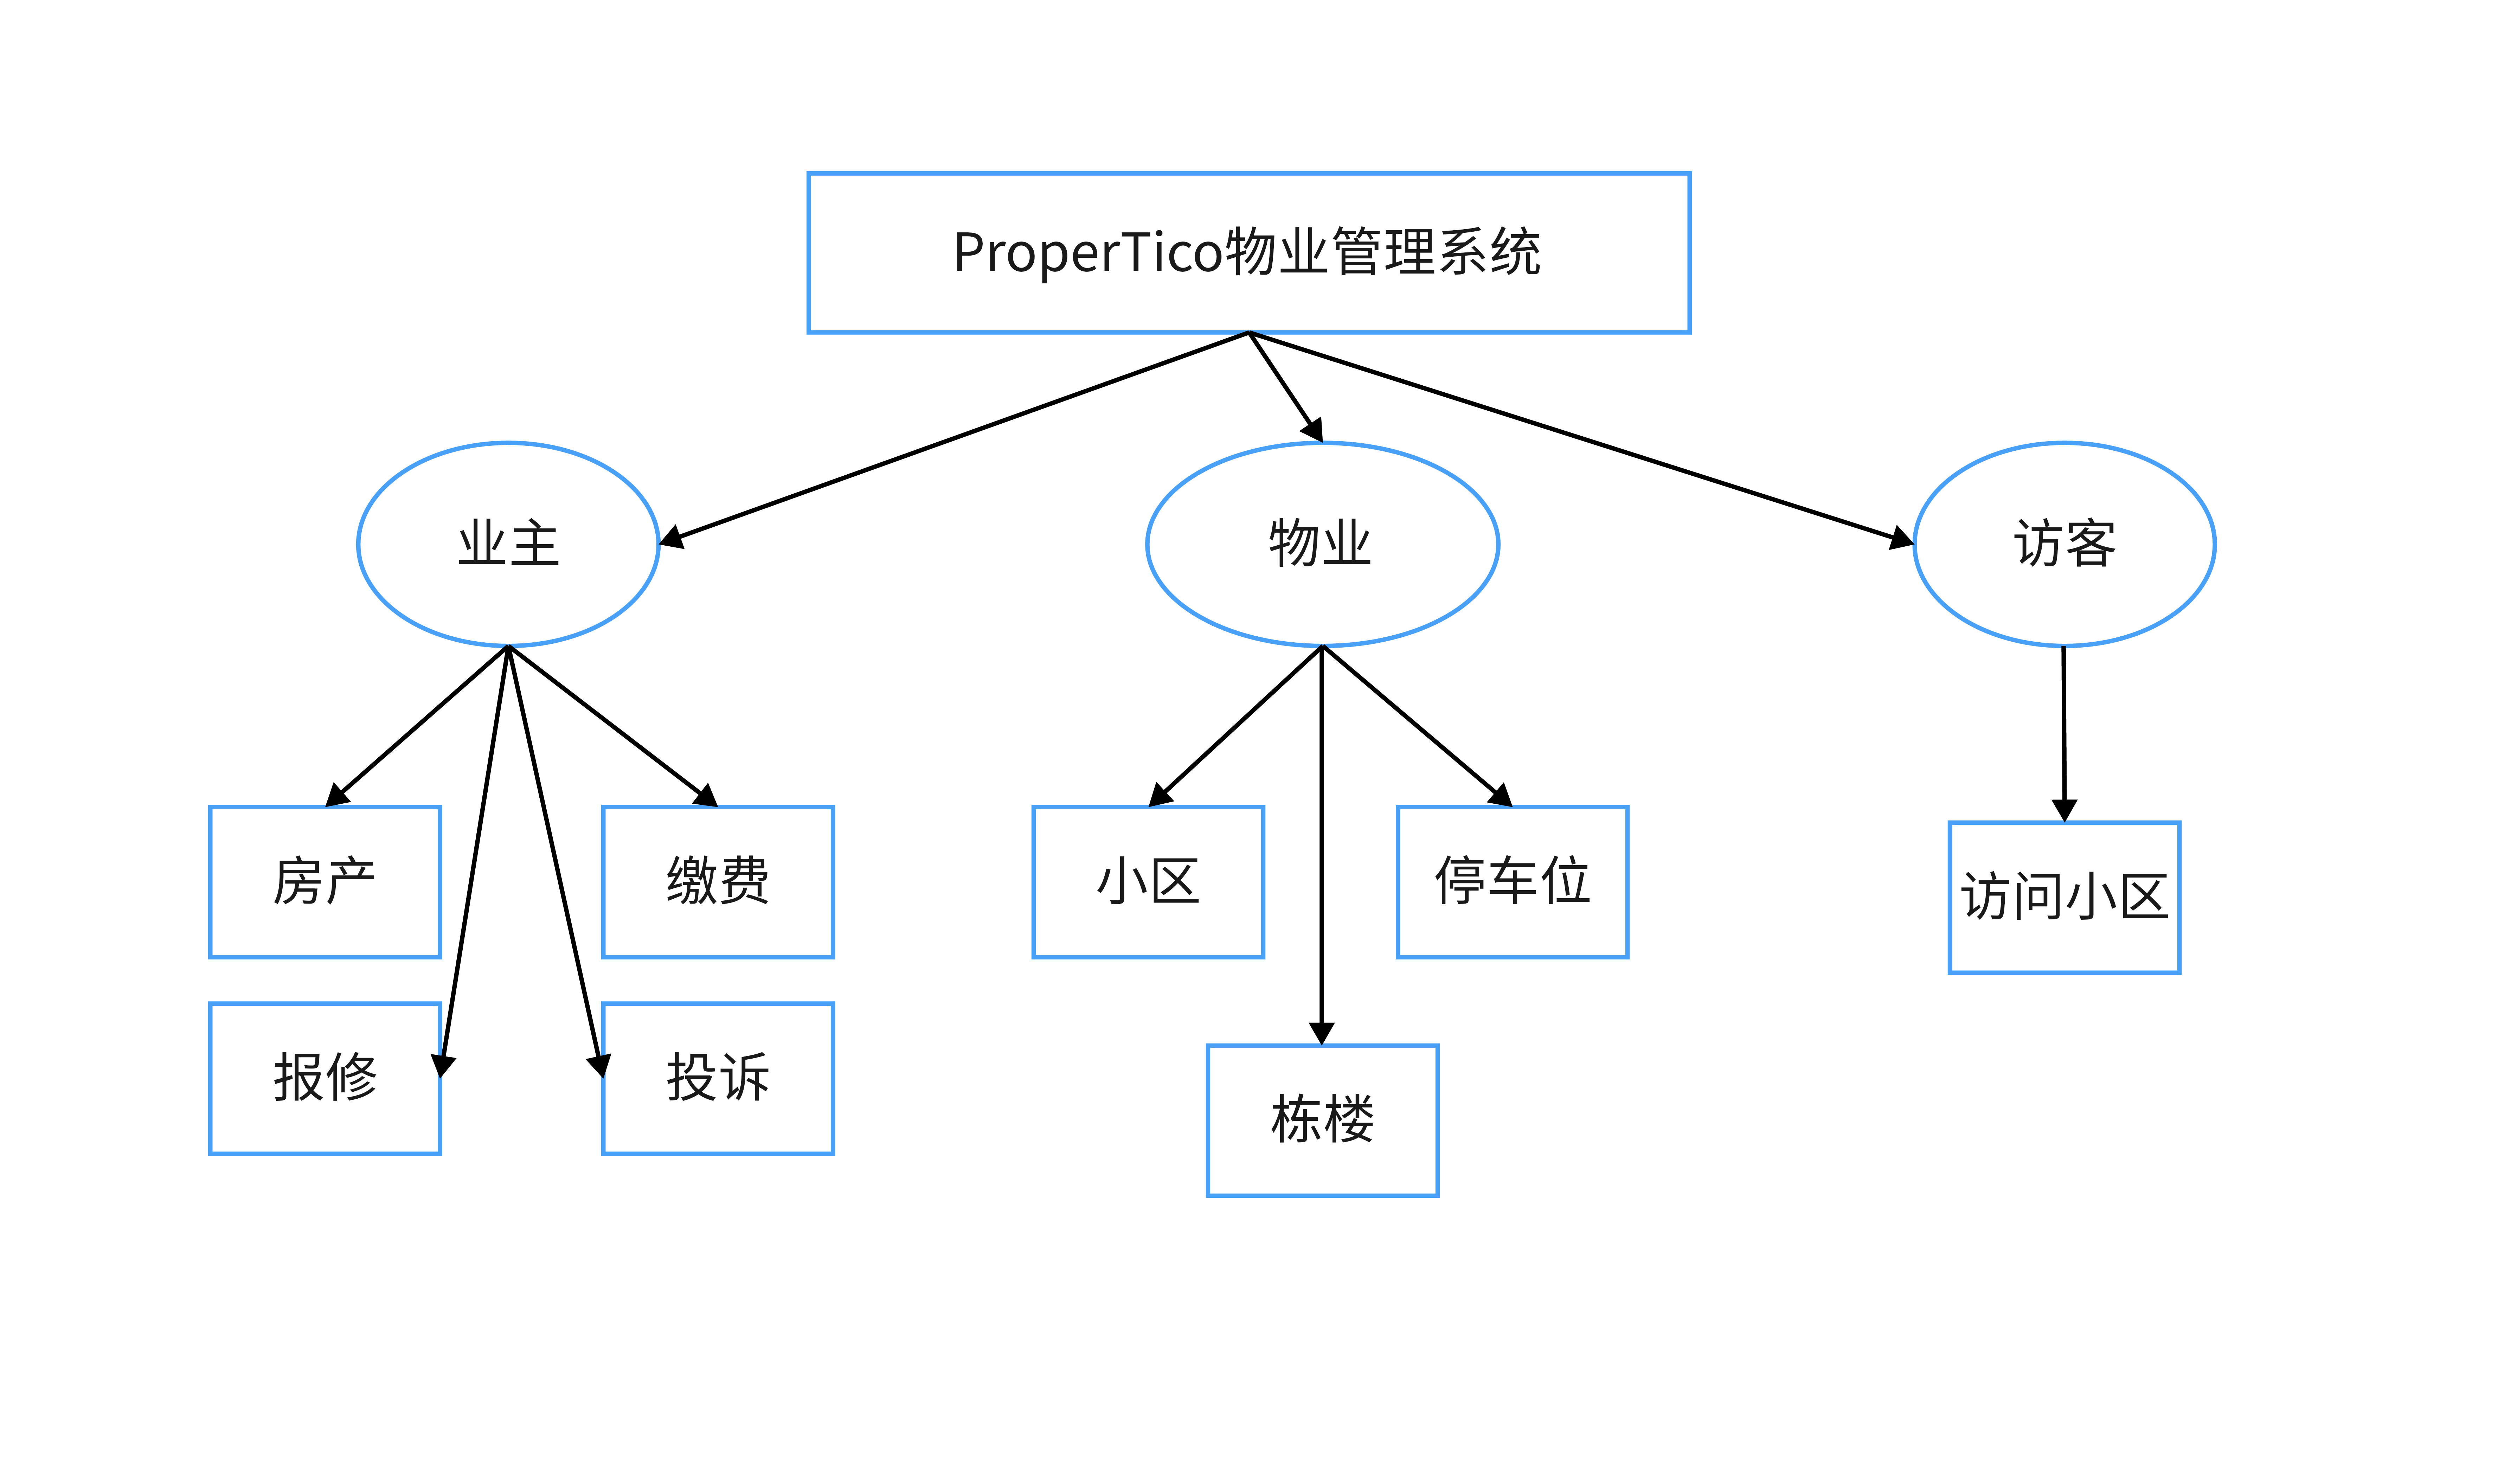 ProperTico物业管理系统
业主
物业
访客
房产
缴费
小区
停车位
访问小区
报修
投诉
栋楼